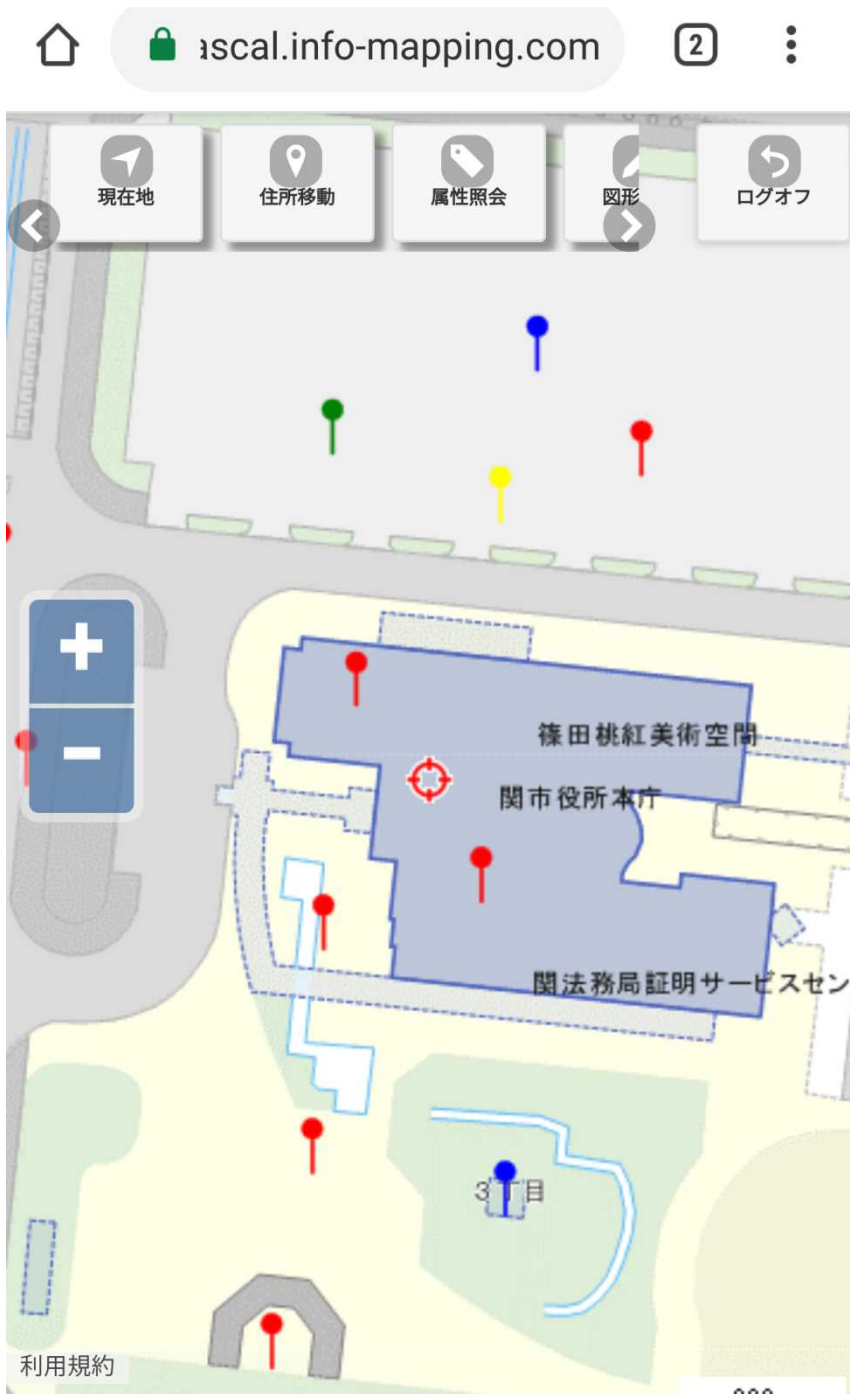 ascal.info-mapping.com
2
現在地
住所移動
属性照会
図形
ログオフ
篠田桃紅美術空間
関市役所本庁
関法務局証明サービスセン
3丁目
利用規約